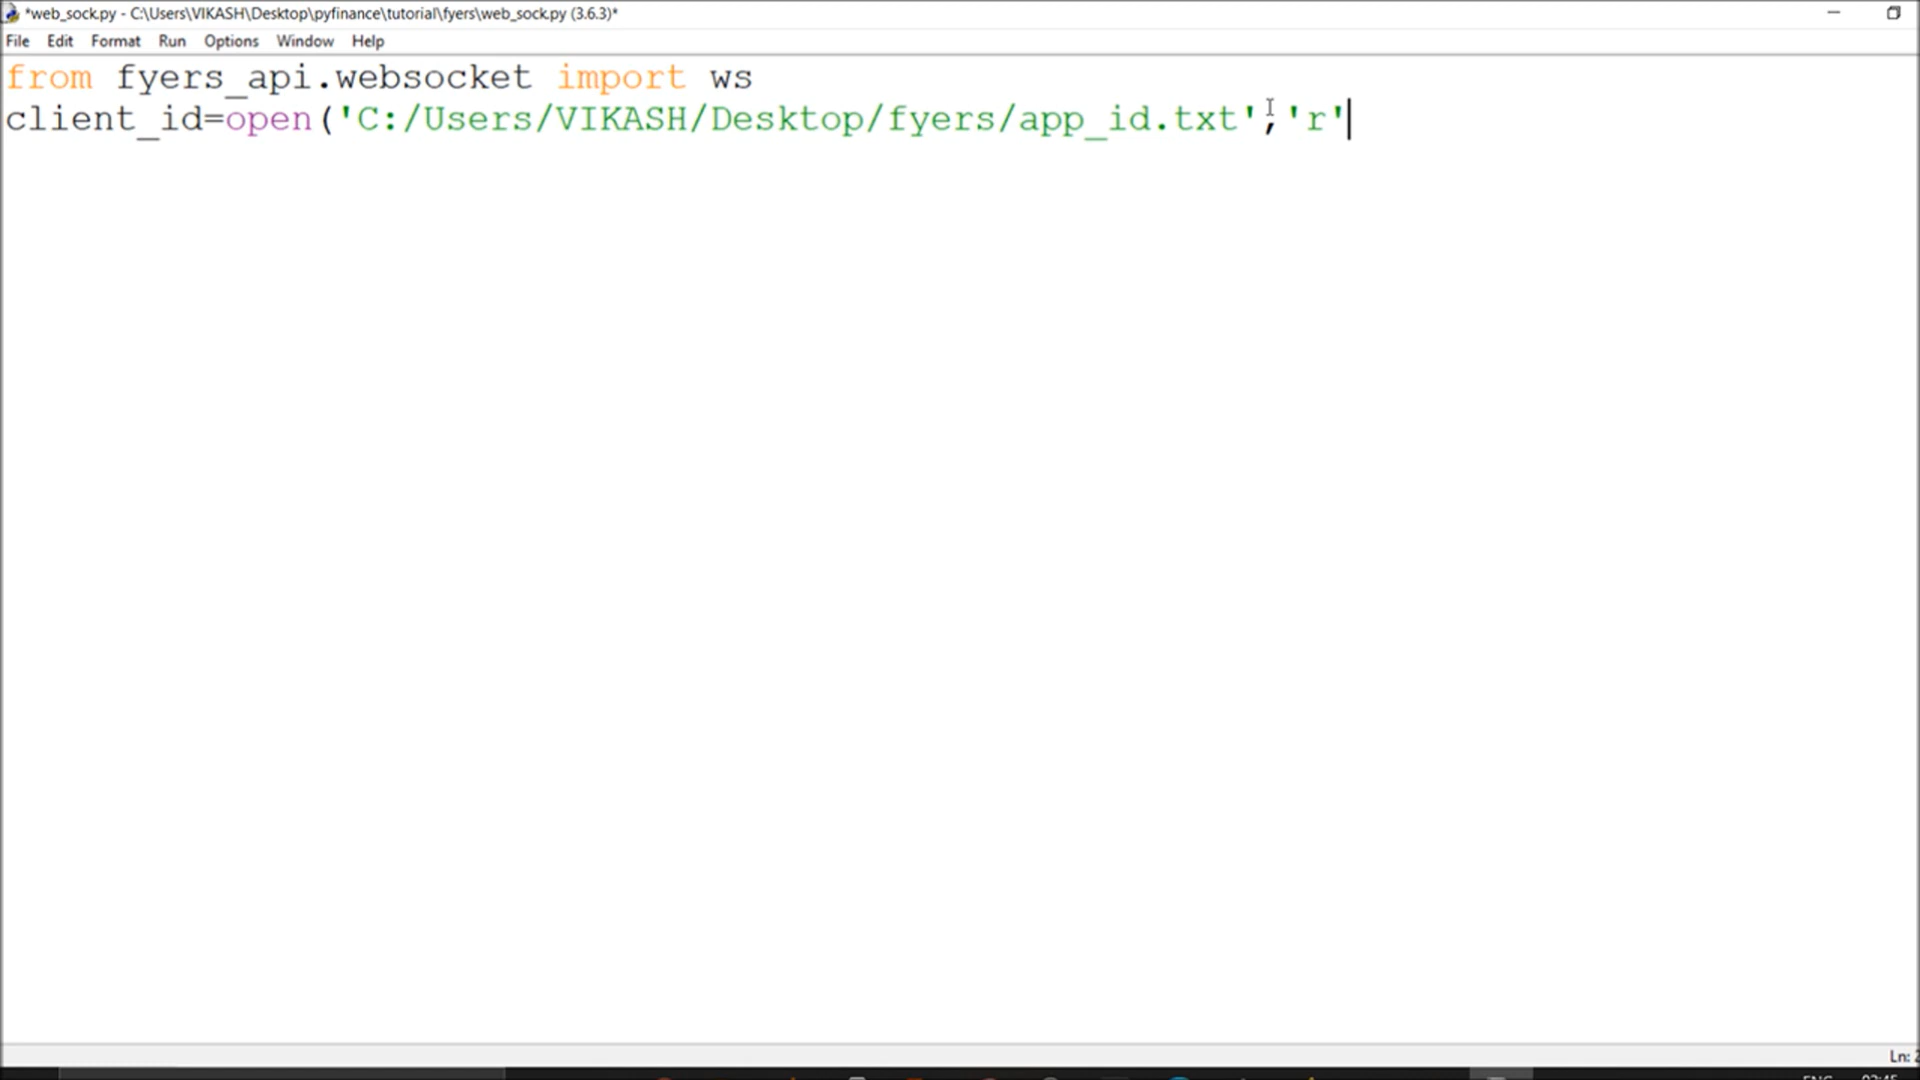 *web_sock.py - C:\Users\VIKASH\Desktop\pyfinance\tutorial\fyers\web_sock.py (3.6.3)*
File Edit Format Run Options Window Help
from fyers_api.websocket import ws
client_id=open('C:/Users/VIKASH/Desktop/fyers/app_id.txt','r'
Ln: